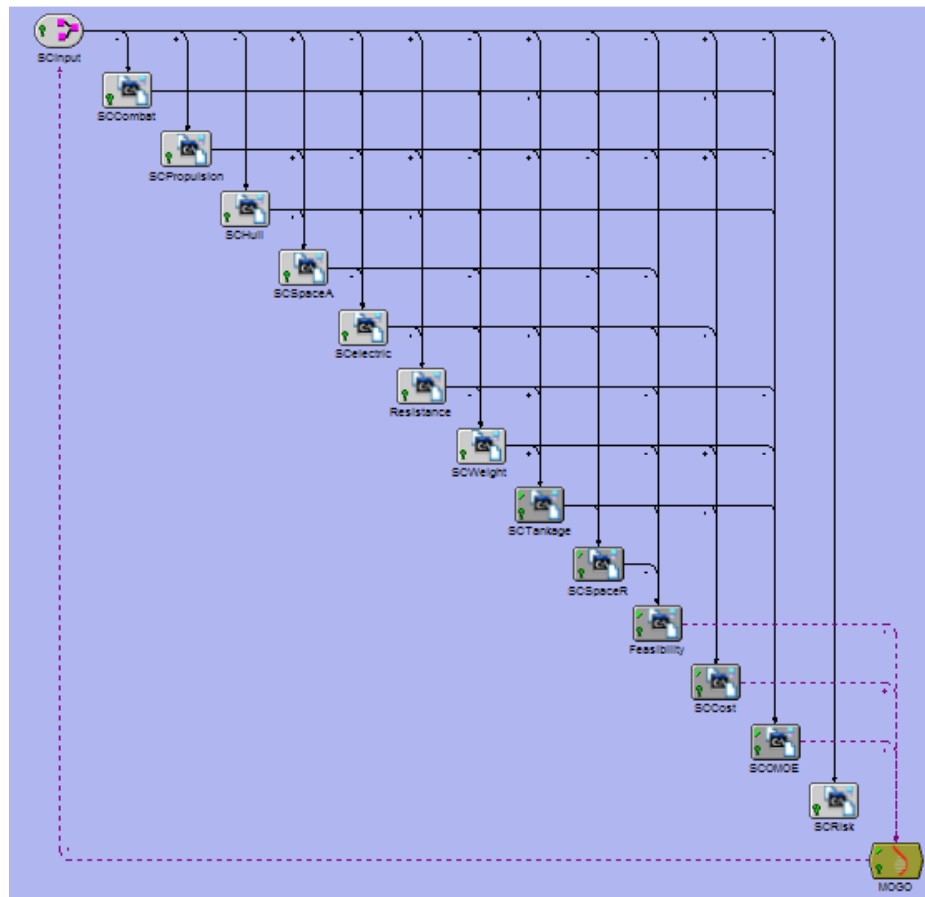 SCInput
SCCombat
SCPropulsion
SCHull
SCSpaceA
SCelectric
Resistance
SCWeight
SCTankage
SCSpaceR
Feasibility
SCCost
SCOMOE
SCRisk
MOGO